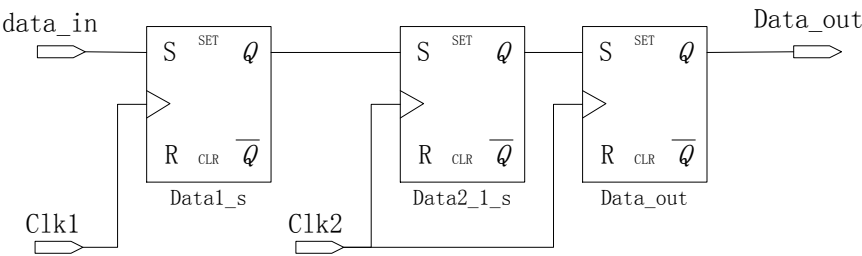 data_in
Data_out
S SET Q
S SET Q
S SET Q
R CLR Q̅
R CLR Q̅
R CLR Q̅
Data1_s
Data2_1_s
Data_out
Clk1
Clk2